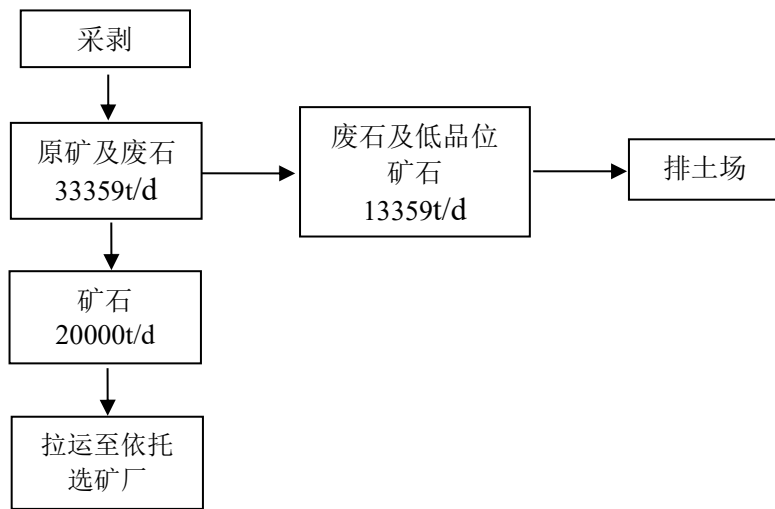 采剥
原矿及废石
33359t/d
废石及低品位
矿石
13359t/d
排土场
矿石
20000t/d
拉运至依托
选矿厂